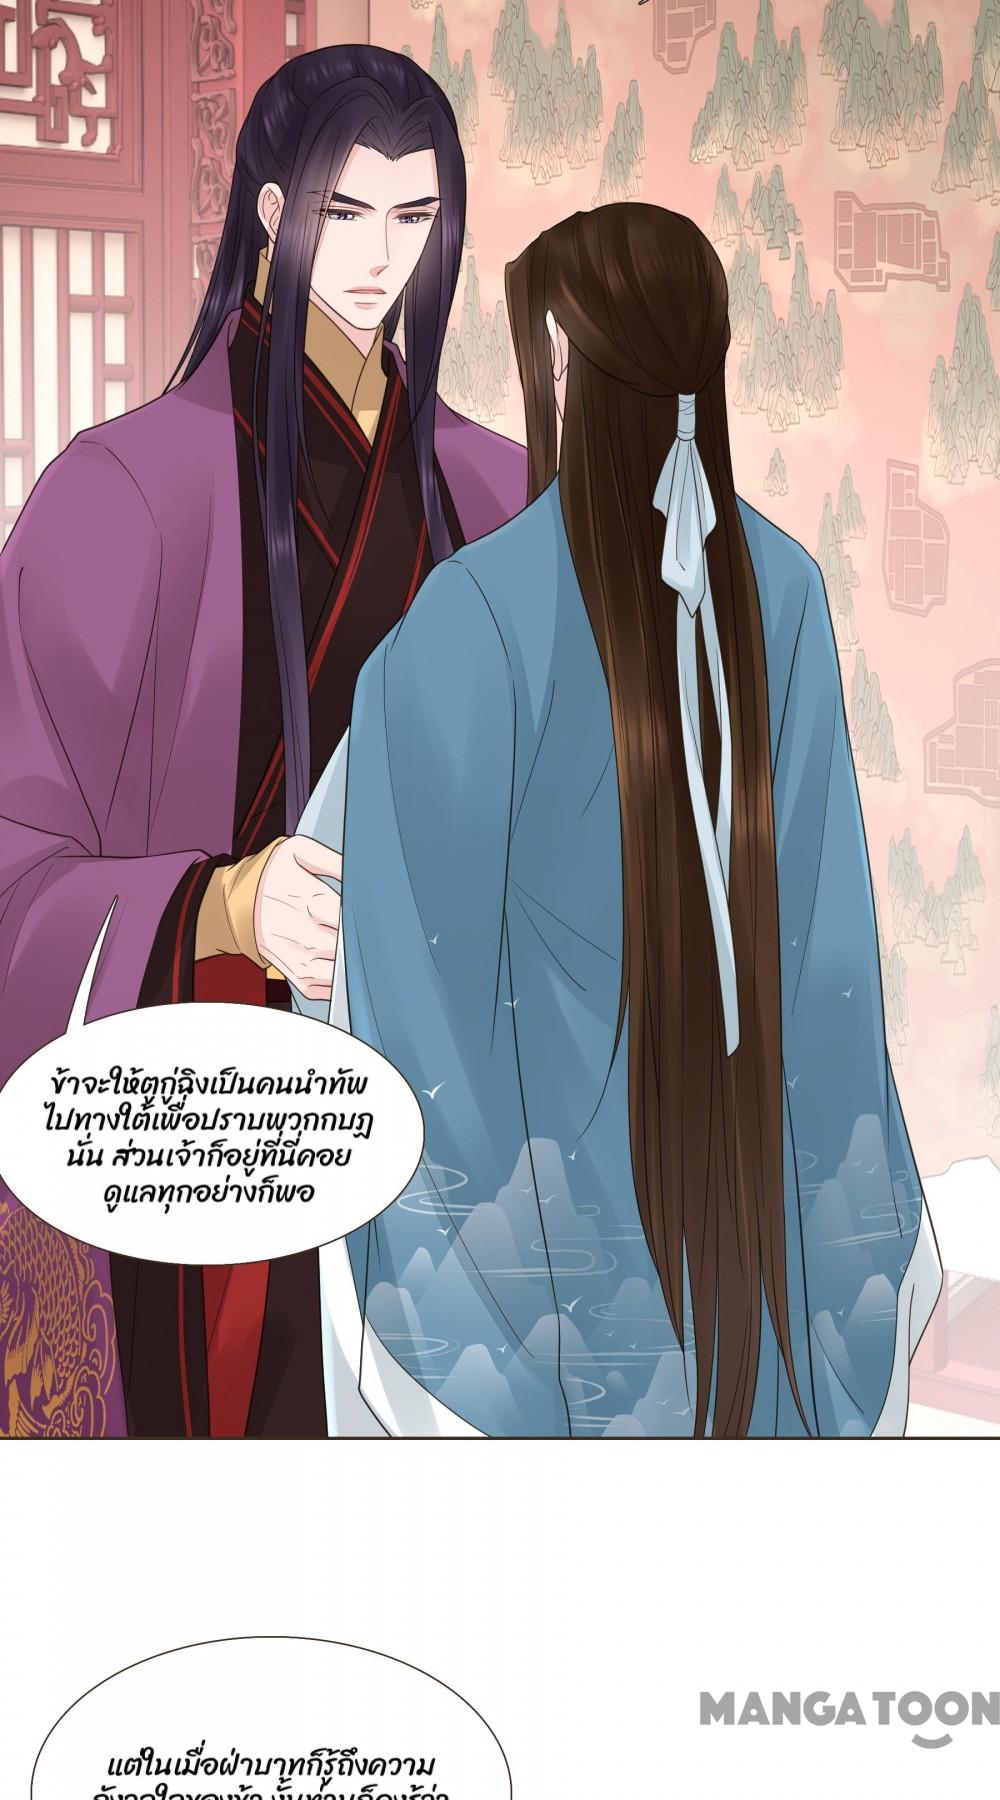 ข้าจะให้ตูกู่ฉิงเป็นคนนำทัพ
ไปทางใต้เพื่อปราบพวกกบฏ
นั่น ส่วนเจ้าก็อยู่ที่นี่คอย
ดูแลทุกอย่างก็พอ
MANGATOON
แต่ในเมื่อฝ่าบาทก็รู้ถึงความ